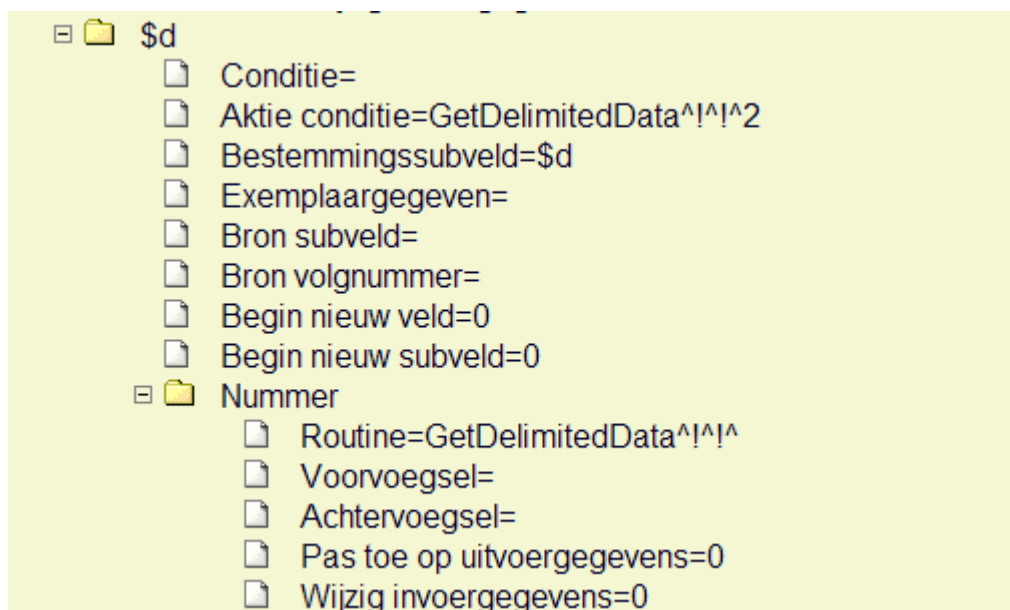 $d
Conditie=
Aktie conditie=GetDelimitedData^!^!^2
Bestemmingssubveld=$d
Exemplaargegeven=
Bron subveld=
Bron volgnummer=
Begin nieuw veld=0
Begin nieuw subveld=0
Nummer
Routine=GetDelimitedData^!^!^
Voorvoegsel=
Achtervoegsel=
Pas toe op uitvoergegevens=0
Wijzig invoergegevens=0